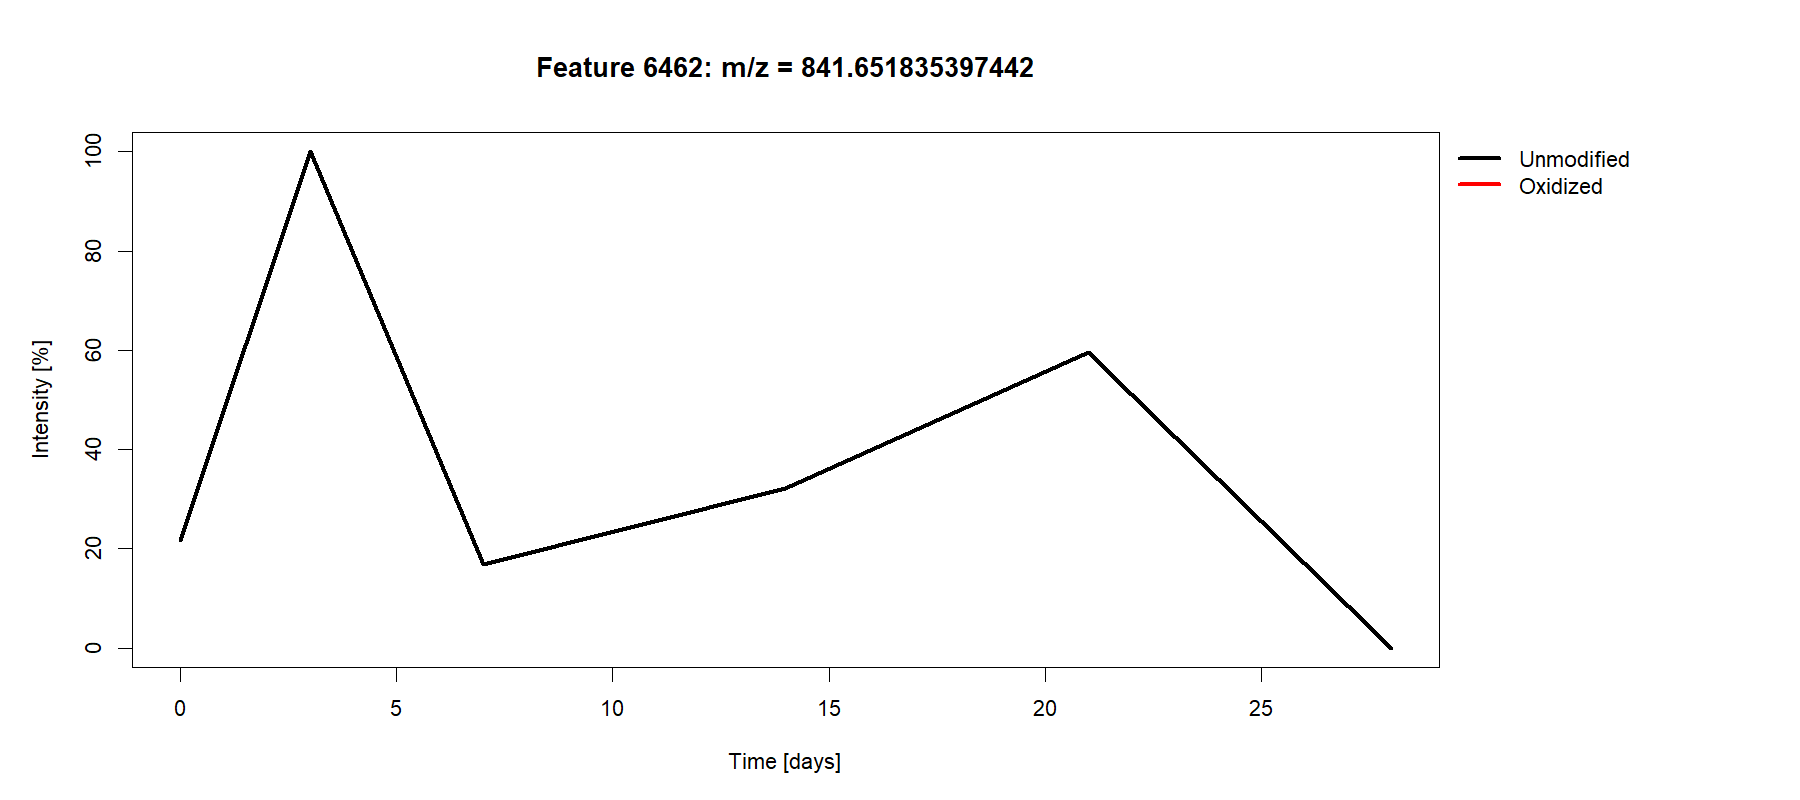 Feature 6462: m/z = 841.651835397442
Unmodified
Oxidized
100
80
60
40
20
0
Intensity [%]
0 5 10 15 20 25
Time [days]